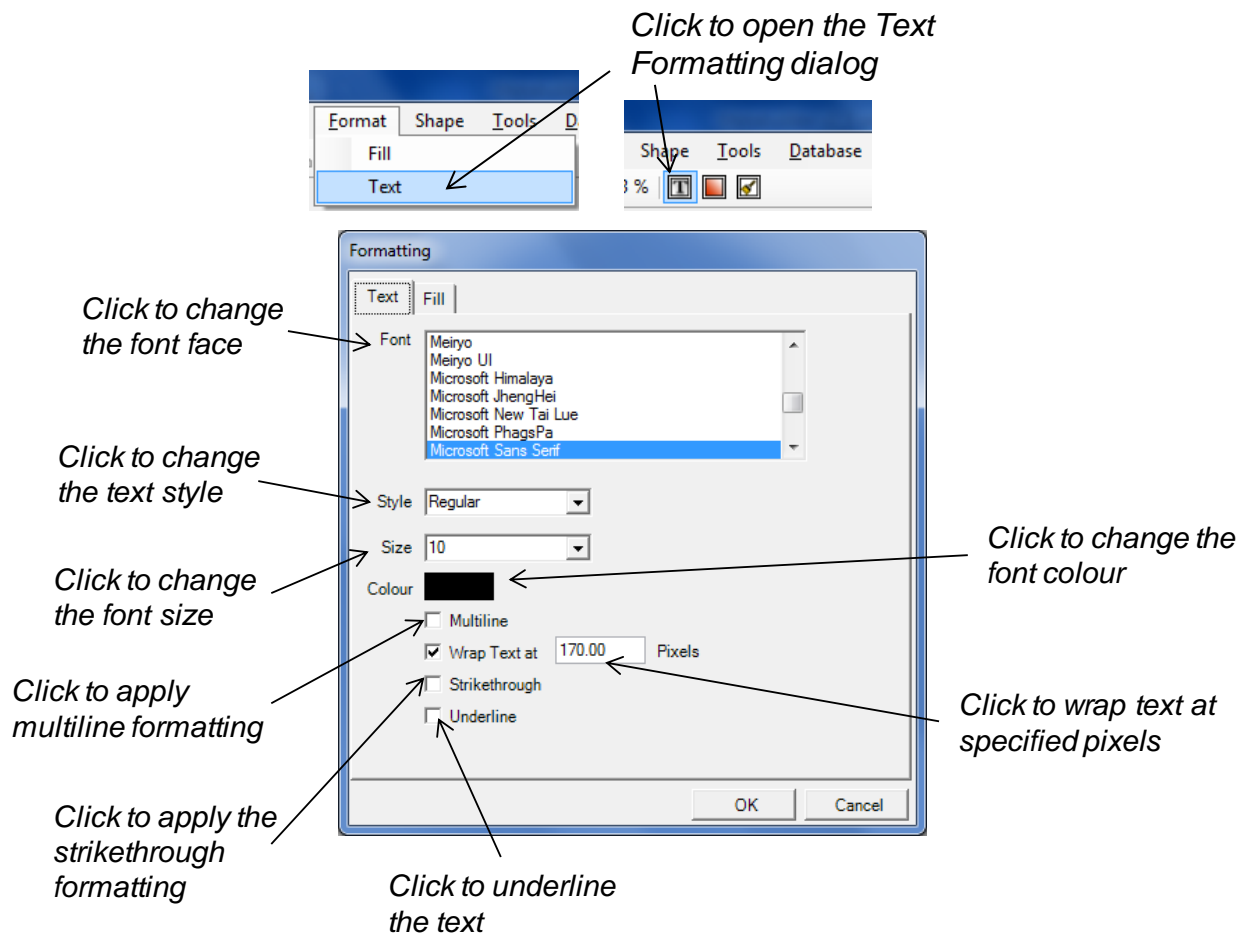 Click to open the Text
Formatting dialog
Format Shape Tools D
Fill
Text
Shape Tools Database
3 %
T
Formatting
Text Fill
Click to change
the font face
Font
Meiryo
Meiryo UI
Microsoft Himalaya
Microsoft JhengHei
Microsoft New Tai Lue
Microsoft PhagsPa
Microsoft Sans Serif
Click to change
the text style
Style Regular
Size 10
Click to change the
font colour
Click to change
the font size
Colour
Multiline
Wrap Text at 170.00 Pixels
Strikethrough
Underline
Click to apply
multiline formatting
Click to wrap text at
specified pixels
OK Cancel
Click to apply the
strikethrough
formatting
Click to underline
the text